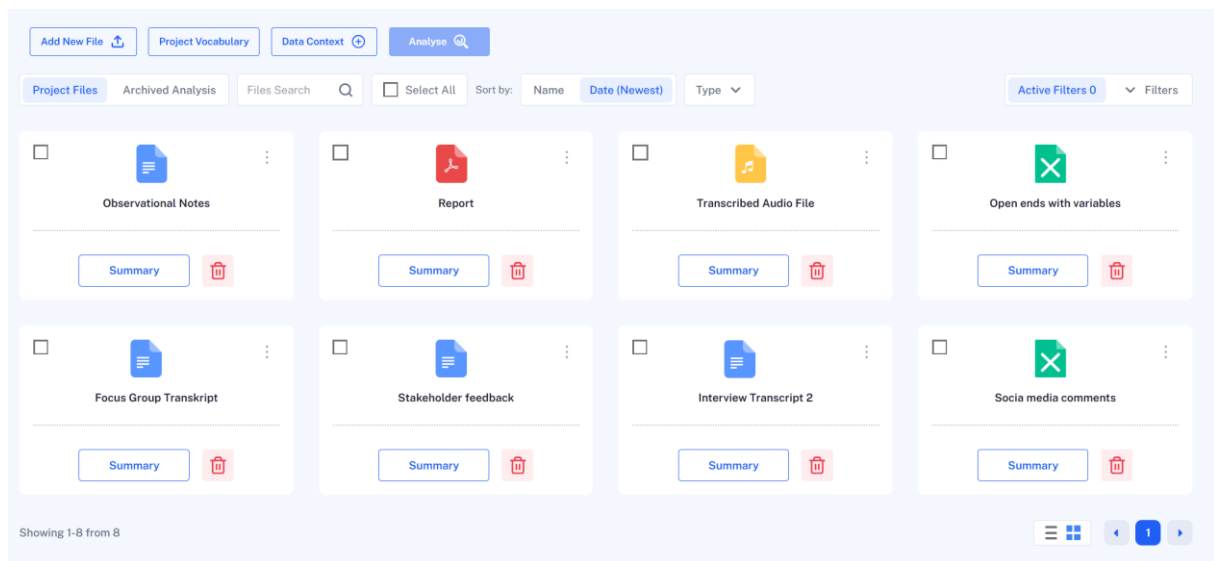 Add New File Project Vocabulary Data Context Analyse
Project Files Archived Analysis Files Search Select All Sort by: Name Date (Newest) Type Active Filters 0 Filters
Observational Notes Report Transcribed Audio File Open ends with variables
Summary Summary Summary Summary
Focus Group Transkript Stakeholder feedback Interview Transcript 2 Socia media comments
Summary Summary Summary Summary
Showing 1-8 from 8 1